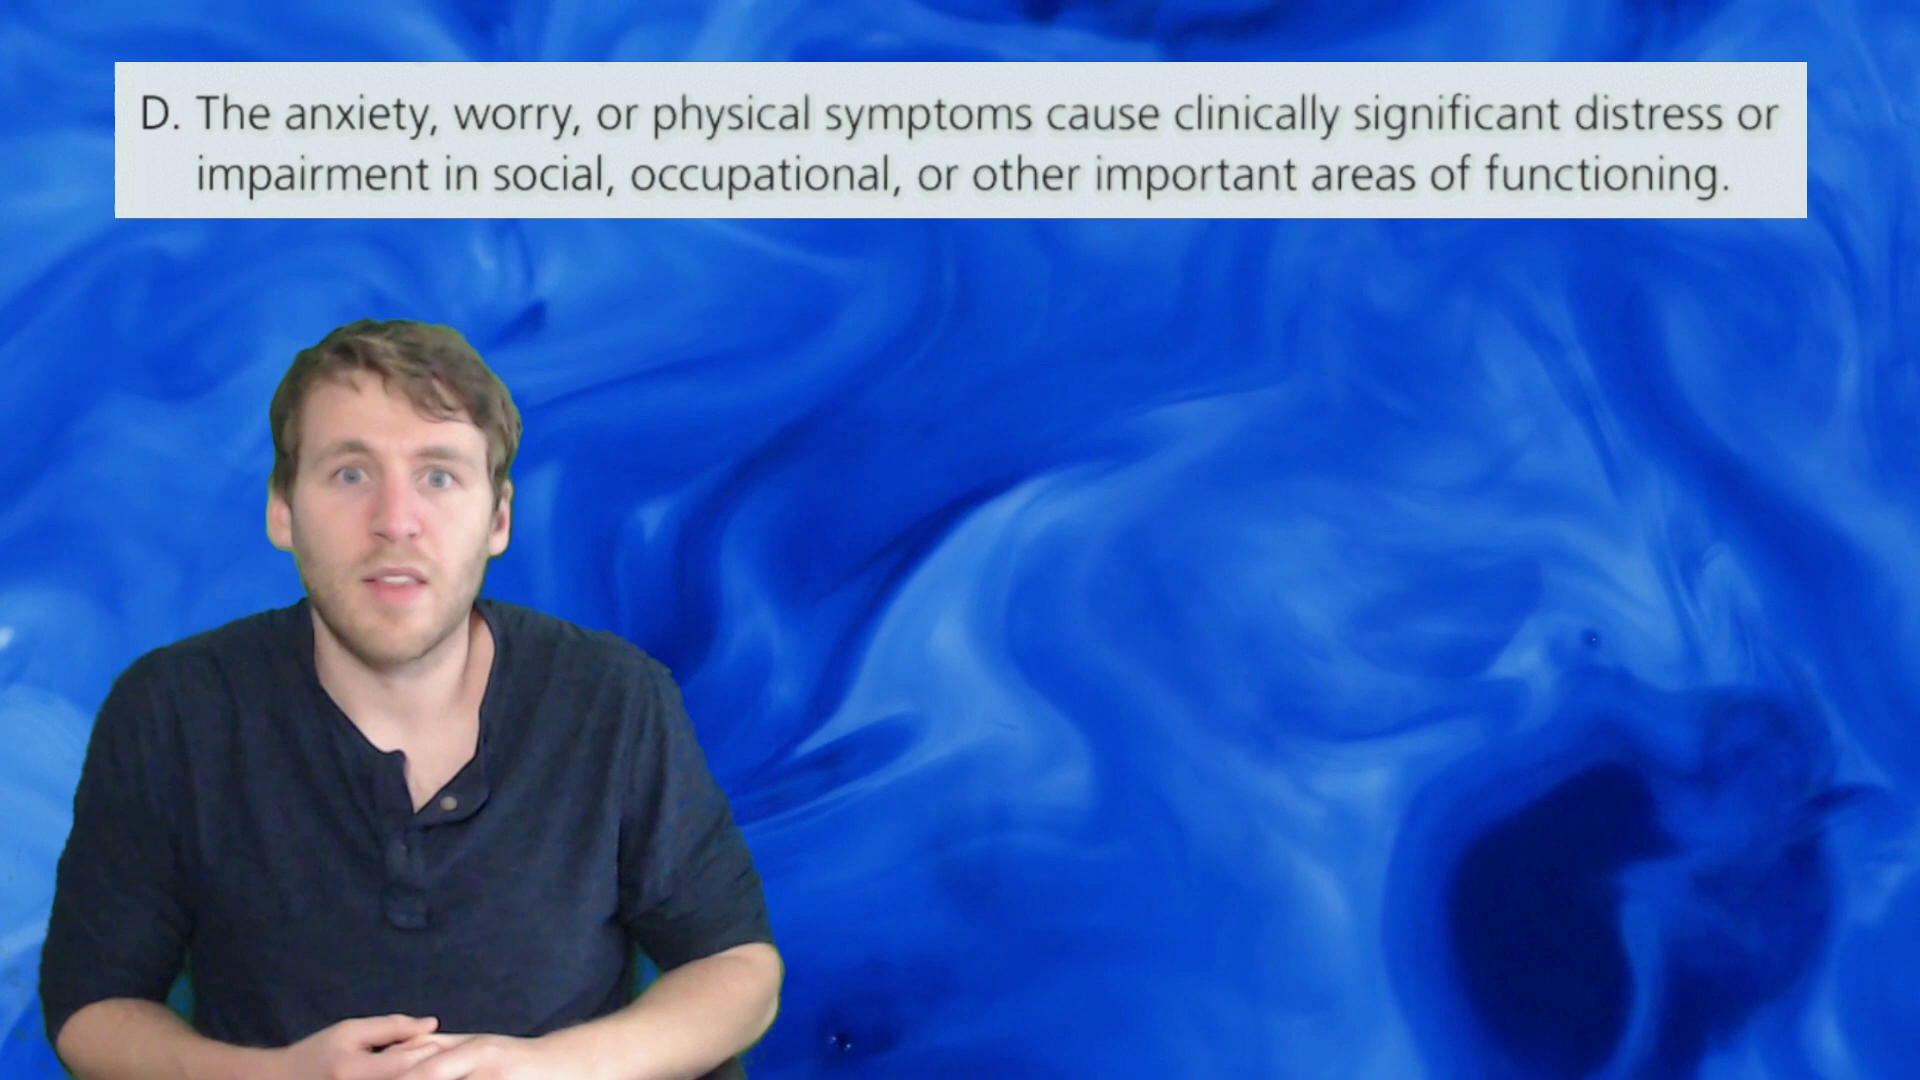 D. The anxiety, worry, or physical symptoms cause clinically significant distress or
impairment in social, occupational, or other important areas of functioning.